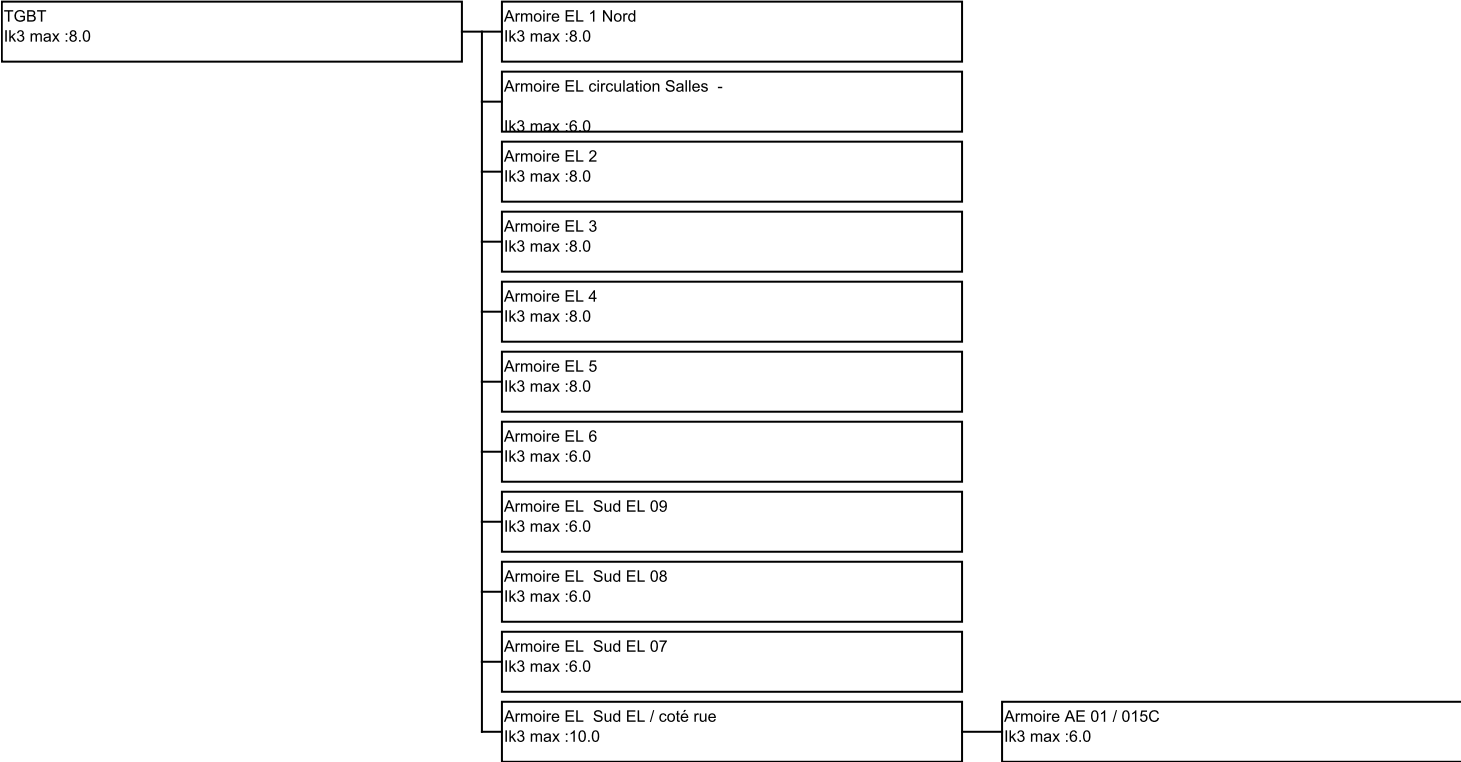 TGBT
Ik3 max :8.0
Armoire EL 1 Nord
Ik3 max :8.0
Armoire EL circulation Salles  -
Ik3 max :6.0
Armoire EL 2
Ik3 max :8.0
Armoire EL 3
Ik3 max :8.0
Armoire EL 4
Ik3 max :8.0
Armoire EL 5
Ik3 max :8.0
Armoire EL 6
Ik3 max :6.0
Armoire EL  Sud EL 09
Ik3 max :6.0
Armoire EL  Sud EL 08
Ik3 max :6.0
Armoire EL  Sud EL 07
Ik3 max :6.0
Armoire EL  Sud EL / coté rue
Ik3 max :10.0
Armoire AE 01 / 015C
Ik3 max :6.0